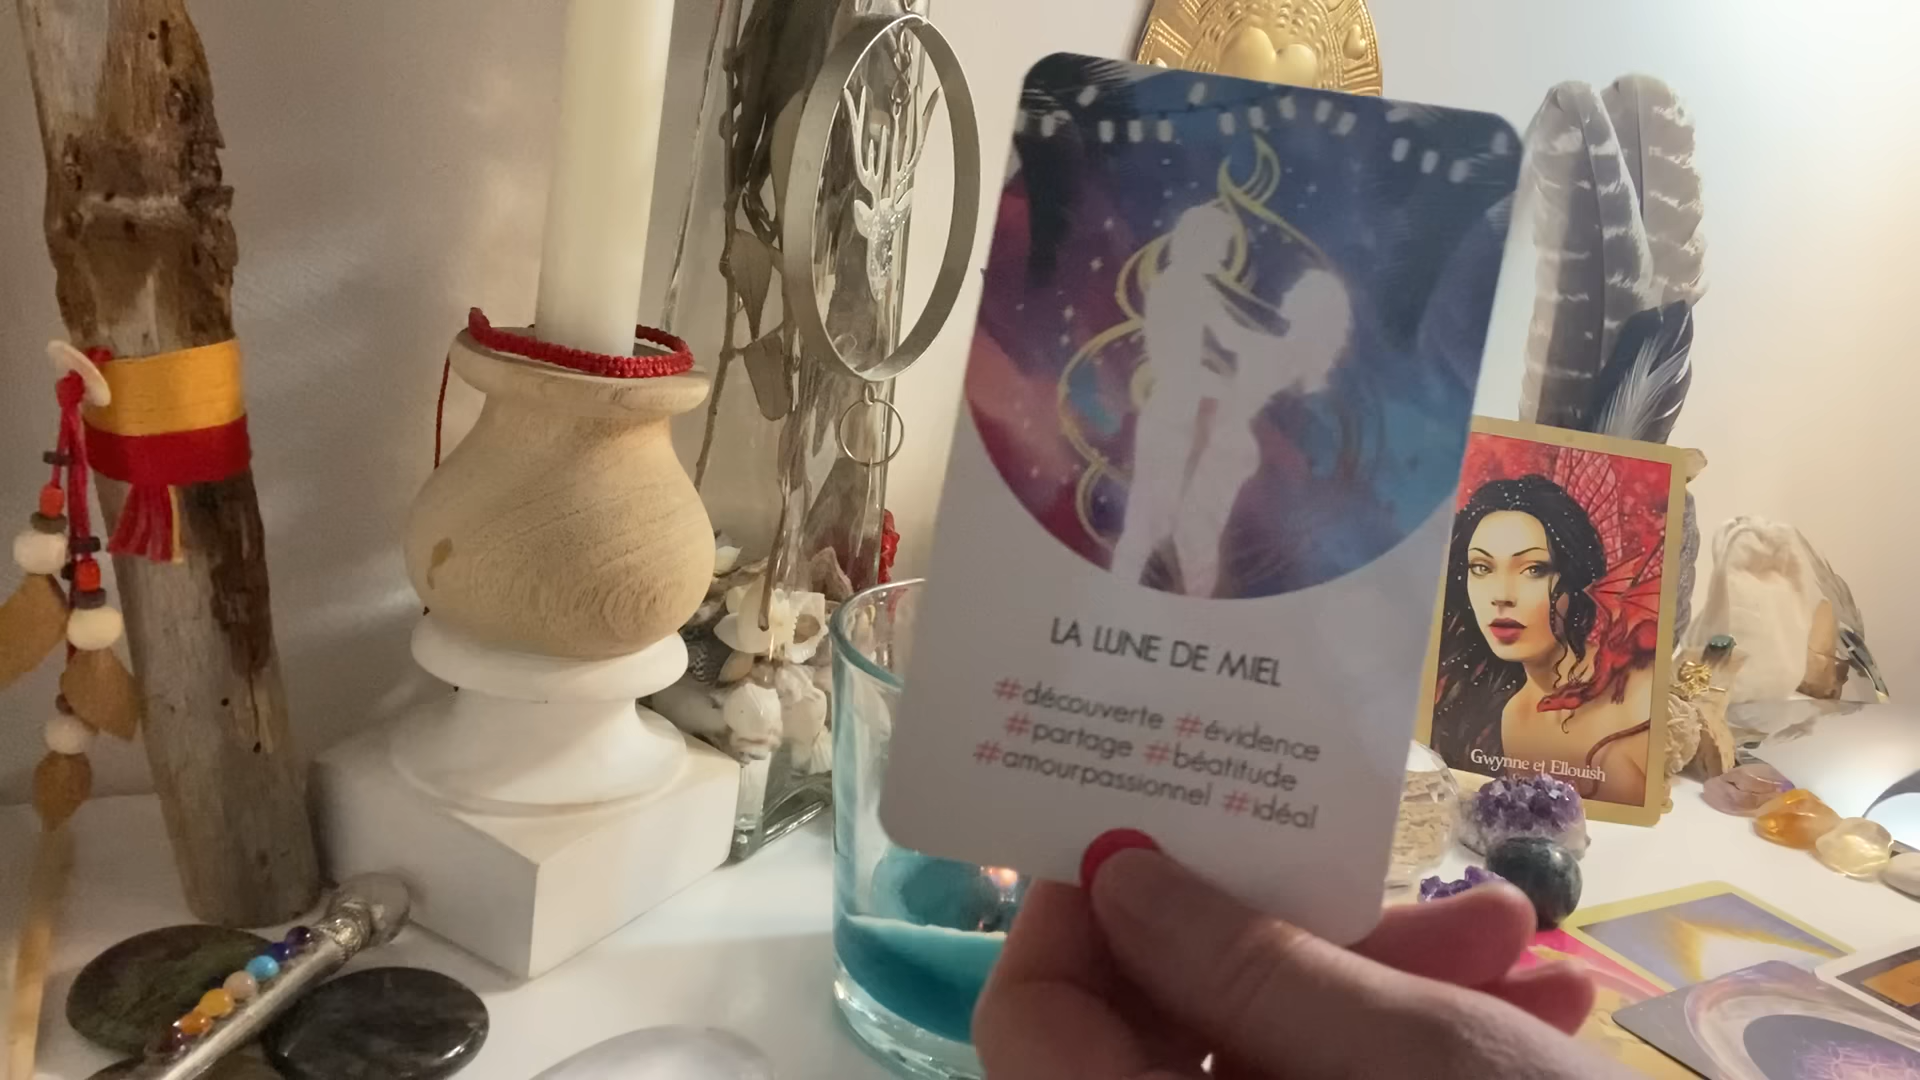 LA LUNE DE MIEL
#découverte #évidence
#partage #béatitude
#amourpassionnel #idéal
Gwynne et Ellouish